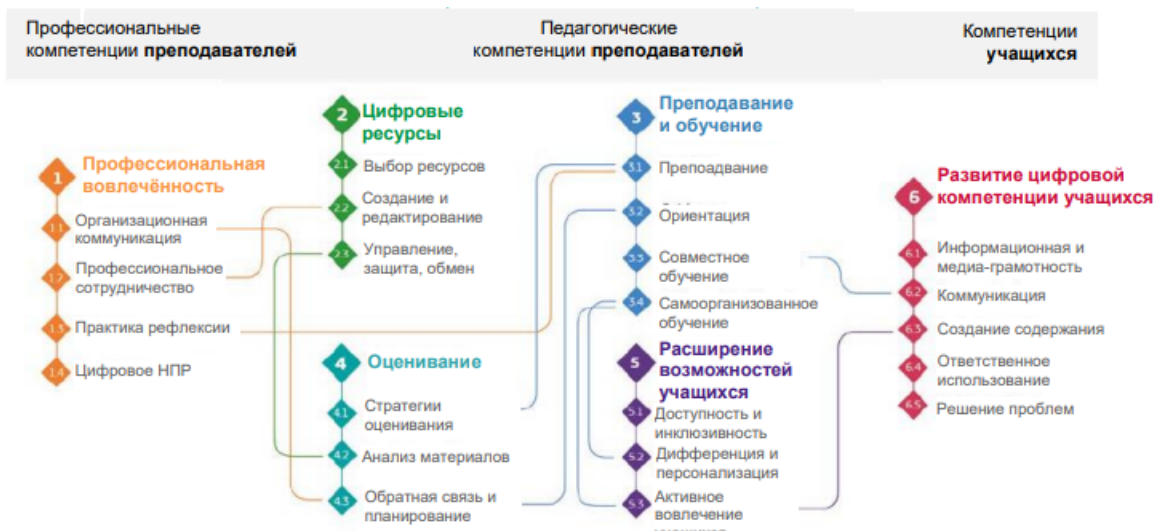 Профессиональные
компетенции преподавателей
Педагогические
компетенции преподавателей
Компетенции
учащихся
1
Профессиональная
вовлечённость
1.1
Организационная
коммуникация
1.2
Профессиональное
сотрудничество
1.3
Практика рефлексии
1.4
Цифровое НПР
2
Цифровые
ресурсы
2.1
Выбор ресурсов
2.2
Создание и
редактирование
2.3
Управление,
защита, обмен
3
Преподавание
и обучение
3.1
Препоадвание
3.2
Ориентация
3.3
Совместное
обучение
3.4
Самоорганизованное
обучение
4
Оценивание
4.1
Стратегии
оценивания
4.2
Анализ материалов
4.3
Обратная связь и
планирование
5
Расширение
возможностей
учащихся
5.1
Доступность и
инклюзивность
5.2
Дифференция и
персонализация
5.3
Активное
вовлечение
6
Развитие цифровой
компетенции учащихся
6.1
Информационная и
медиа-грамотность
6.2
Коммуникация
6.3
Создание содержания
6.4
Ответственное
использование
6.5
Решение проблем